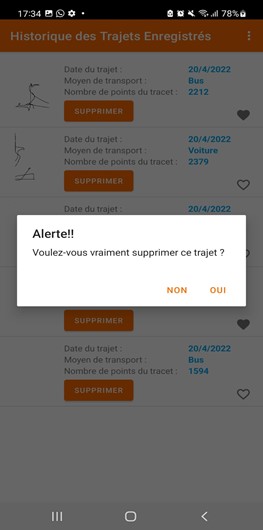 17:34 78%
Historique des Trajets Enregistrés
Date du trajet : 20/4/2022
Moyen de transport : Bus
Nombre de points du tracet : 2212
SUPPRIMER
Date du trajet : 20/4/2022
Moyen de transport : Voiture
Nombre de points du tracet : 2379
SUPPRIMER
Date du trajet : 20/4/2022
Alerte!!
Voulez-vous vraiment supprimer ce trajet ?
NON OUI
SUPPRIMER
Date du trajet : 20/4/2022
Moyen de transport : Bus
Nombre de points du tracet : 1594
SUPPRIMER